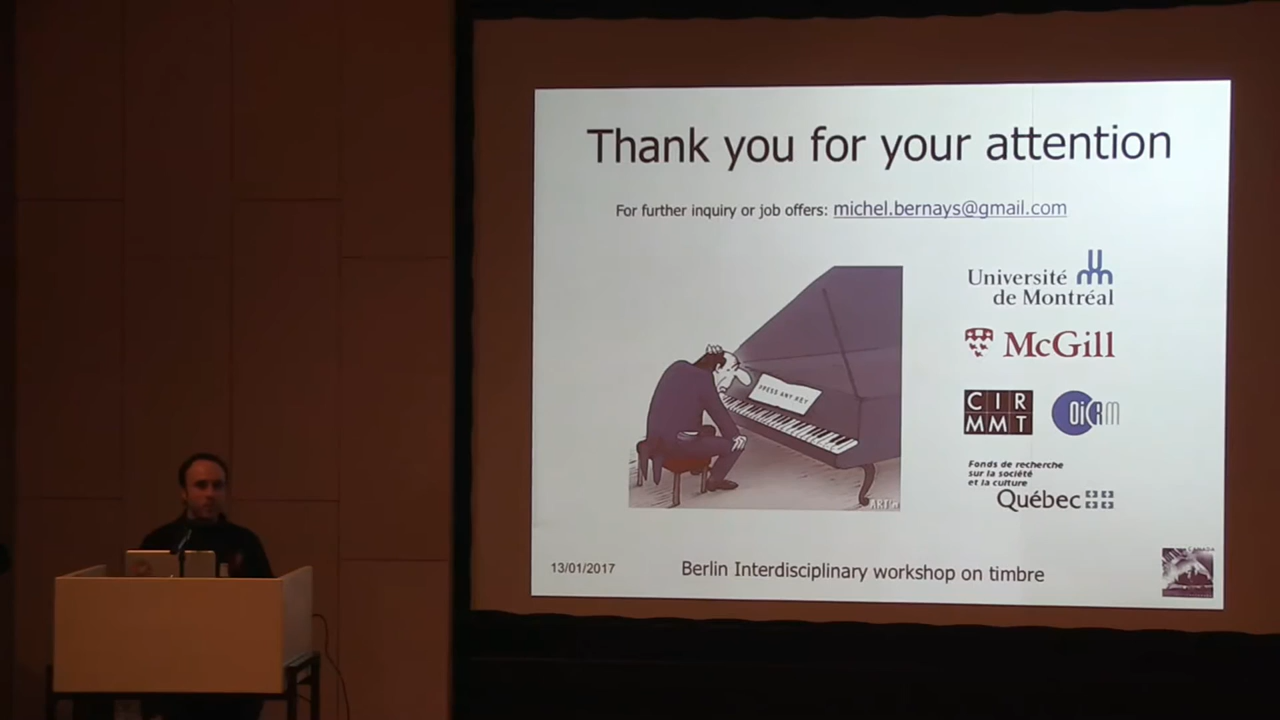 Thank you for your attention
For further inquiry or job offers: michel.bernays@gmail.com
Université
de Montréal
McGill
PRESS ANY KEY
CIR
MMT
OICRM
Fonds de recherche
sur la société
et la culture
Québec
13/01/2017
Berlin Interdisciplinary workshop on timbre